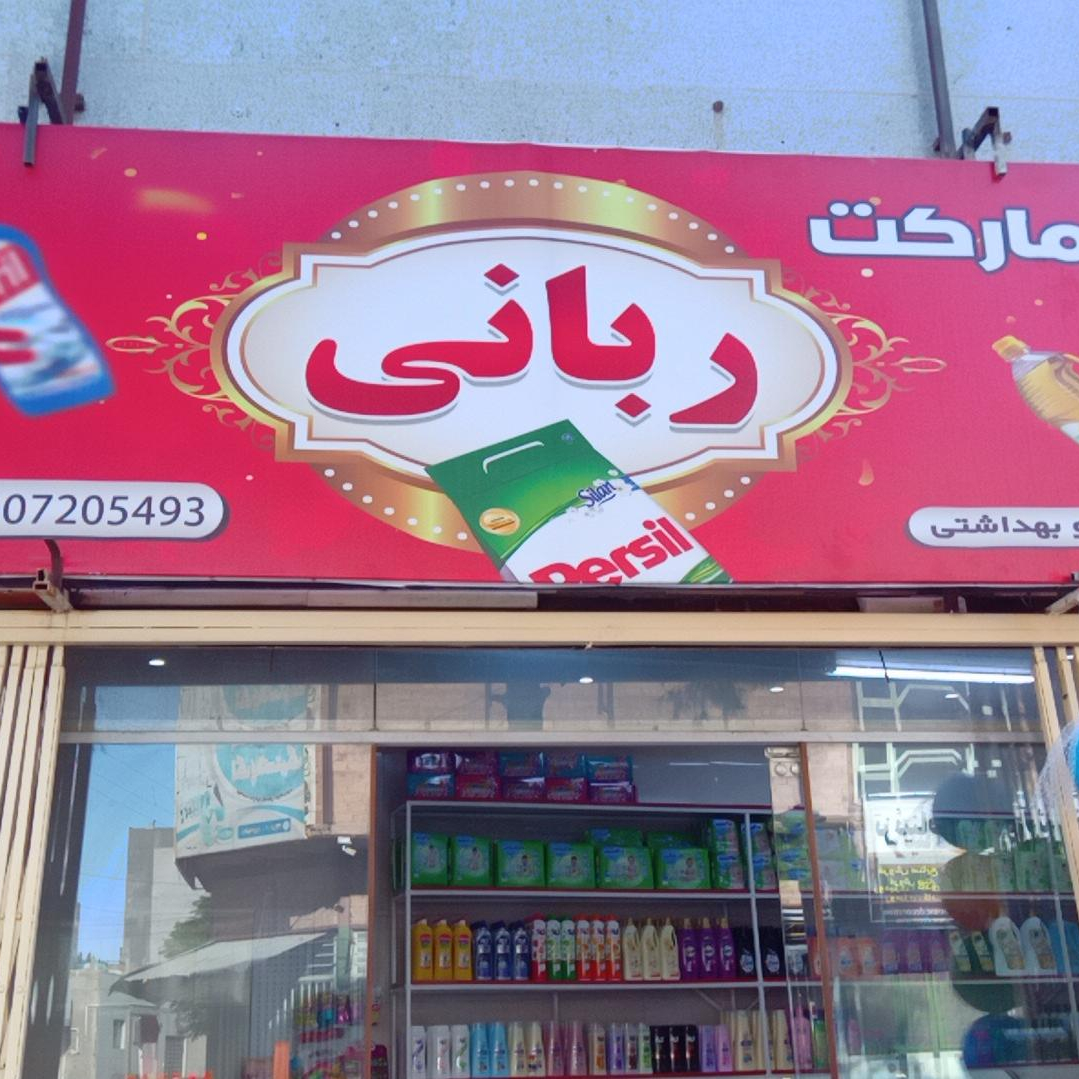 مارکت
ربانی
Silan
Persil
07205493
و بهداشتی